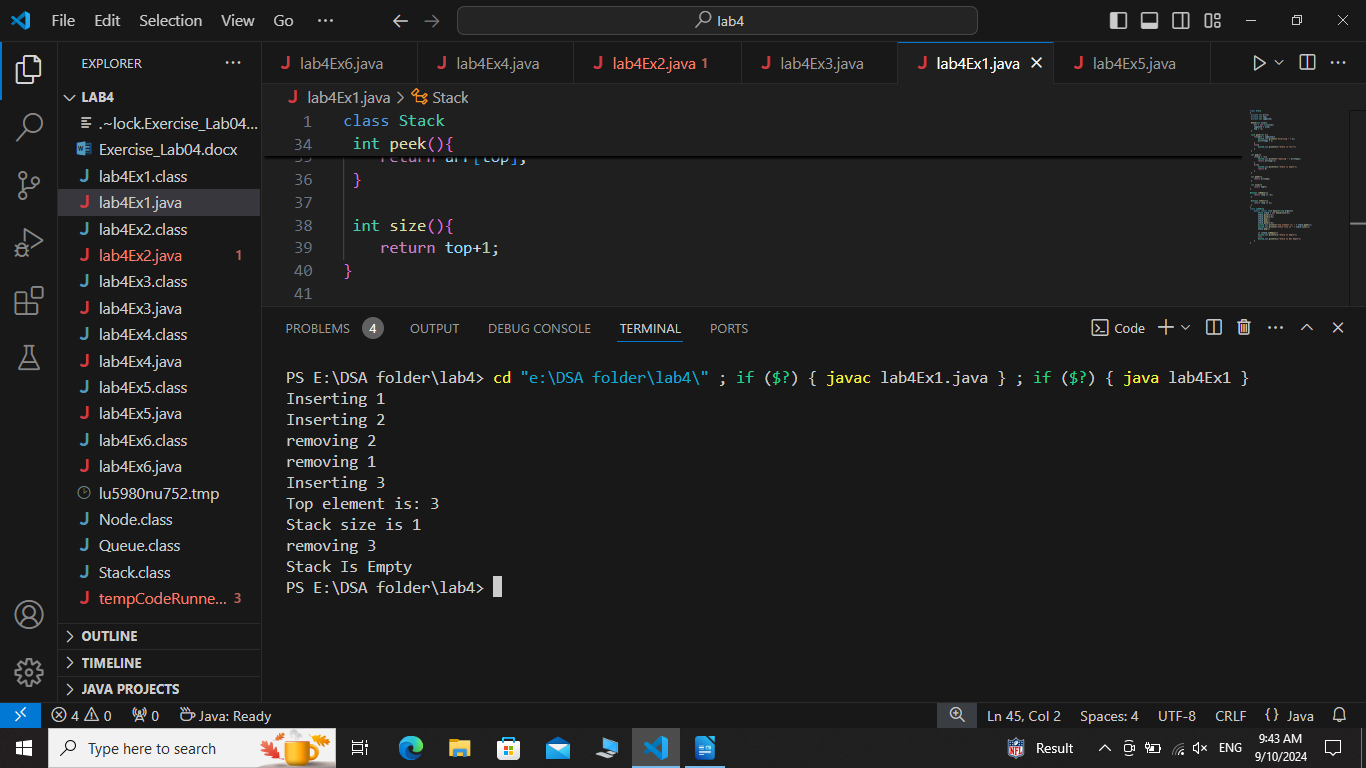 File Edit Selection View Go ··· lab4
EXPLORER ···
lab4Ex6.java lab4Ex4.java lab4Ex2.java 1 lab4Ex3.java lab4Ex1.java lab4Ex5.java ···
LAB4
.~lock.Exercise_Lab04...
Exercise_Lab04.docx
lab4Ex1.class
lab4Ex1.java
lab4Ex2.class
lab4Ex2.java 1
lab4Ex3.class
lab4Ex3.java
lab4Ex4.class
lab4Ex4.java
lab4Ex5.class
lab4Ex5.java
lab4Ex6.class
lab4Ex6.java
lu5980nu752.tmp
Node.class
Queue.class
Stack.class
tempCodeRunne... 3
OUTLINE
TIMELINE
JAVA PROJECTS
lab4Ex1.java > Stack
1 class Stack
34 int peek(){
35 return arr[top];
36 }
37
38 int size(){
39 return top+1;
40 }
41
PROBLEMS 4 OUTPUT DEBUG CONSOLE TERMINAL PORTS Code ···
PS E:\DSA folder\lab4> cd "e:\DSA folder\lab4\" ; if ($?) { javac lab4Ex1.java } ; if ($?) { java lab4Ex1 }
Inserting 1
Inserting 2
removing 2
removing 1
Inserting 3
Top element is: 3
Stack size is 1
removing 3
Stack Is Empty
PS E:\DSA folder\lab4>
4 0 0 Java: Ready Ln 45, Col 2 Spaces: 4 UTF-8 CRLF {} Java
Type here to search Result ENG 9:43 AM
9/10/2024